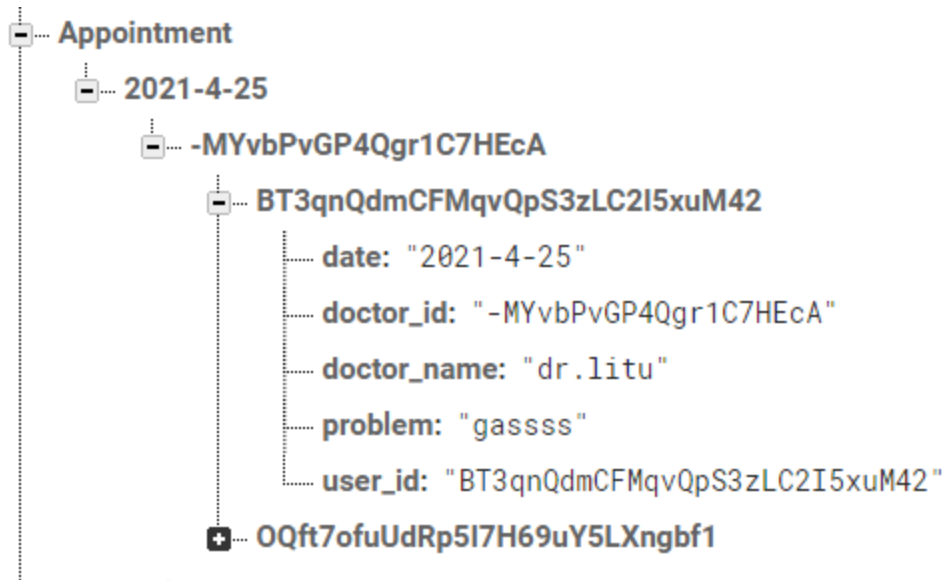 Appointment
2021-4-25
-MYvbPvGP4Qgr1C7HEcA
BT3qnQdmCFMqvQpS3zLC2I5xuM42
date: "2021-4-25"
doctor_id: "-MYvbPvGP4Qgr1C7HEcA"
doctor_name: "dr.litu"
problem: "gassss"
user_id: "BT3qnQdmCFMqvQpS3zLC2I5xuM42"
OQft7ofuUdRp5I7H69uY5LXngbf1